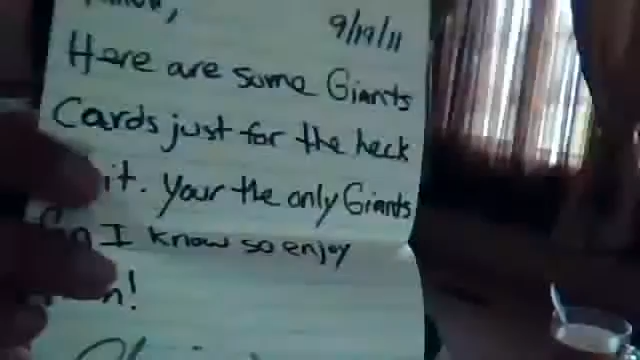 9/19/11
Here are some Giants
Cards just for the heck
it. Your the only Giants
I know so enjoy